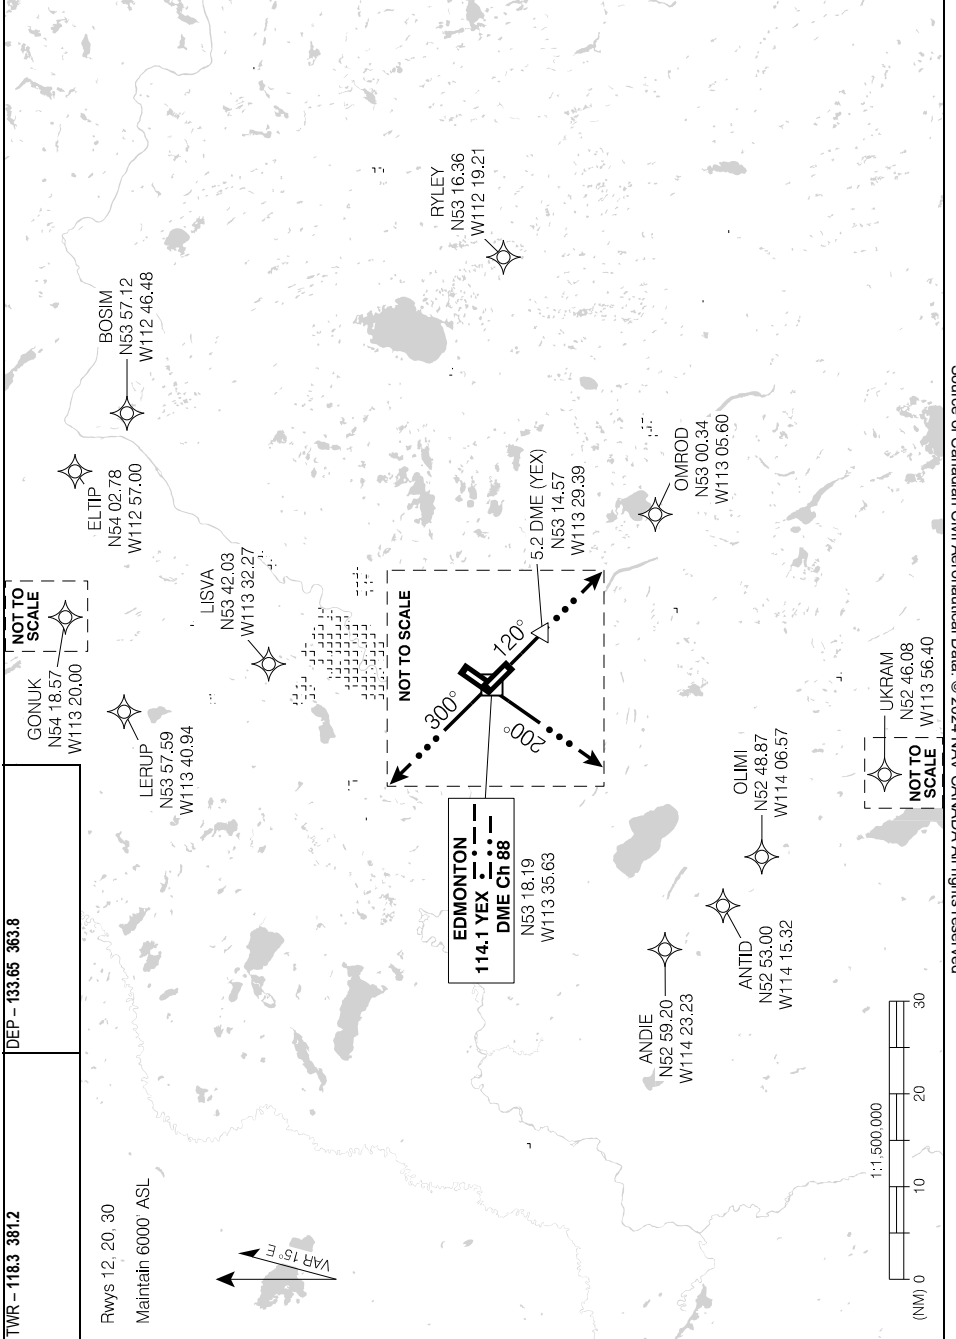 TWR – 118.3 381.2
DEP – 133.65 363.8
Rwys 12, 20, 30
Maintain 6000' ASL
VAR 15° E
NOT TO
SCALE
GONUK
N54 18.57
W113 20.00
ELTIP
N54 02.78
W112 57.00
BOSIM
N53 57.12
W112 46.48
LERUP
N53 57.59
W113 40.94
LISVA
N53 42.03
W113 32.27
RYLEY
N53 16.36
W112 19.21
NOT TO SCALE
300°
120°
200°
5.2 DME (YEX)
N53 14.57
W113 29.39
EDMONTON
114.1 YEX
DME Ch 88
N53 18.19
W113 35.63
OMROD
N53 00.34
W113 05.60
ANDIE
N52 59.20
W114 23.23
ANTID
N52 53.00
W114 15.32
OLIMI
N52 48.87
W114 06.57
UKRAM
N52 46.08
W113 56.40
NOT TO
SCALE
1:1,500,000
(NM) 0 10 20 30